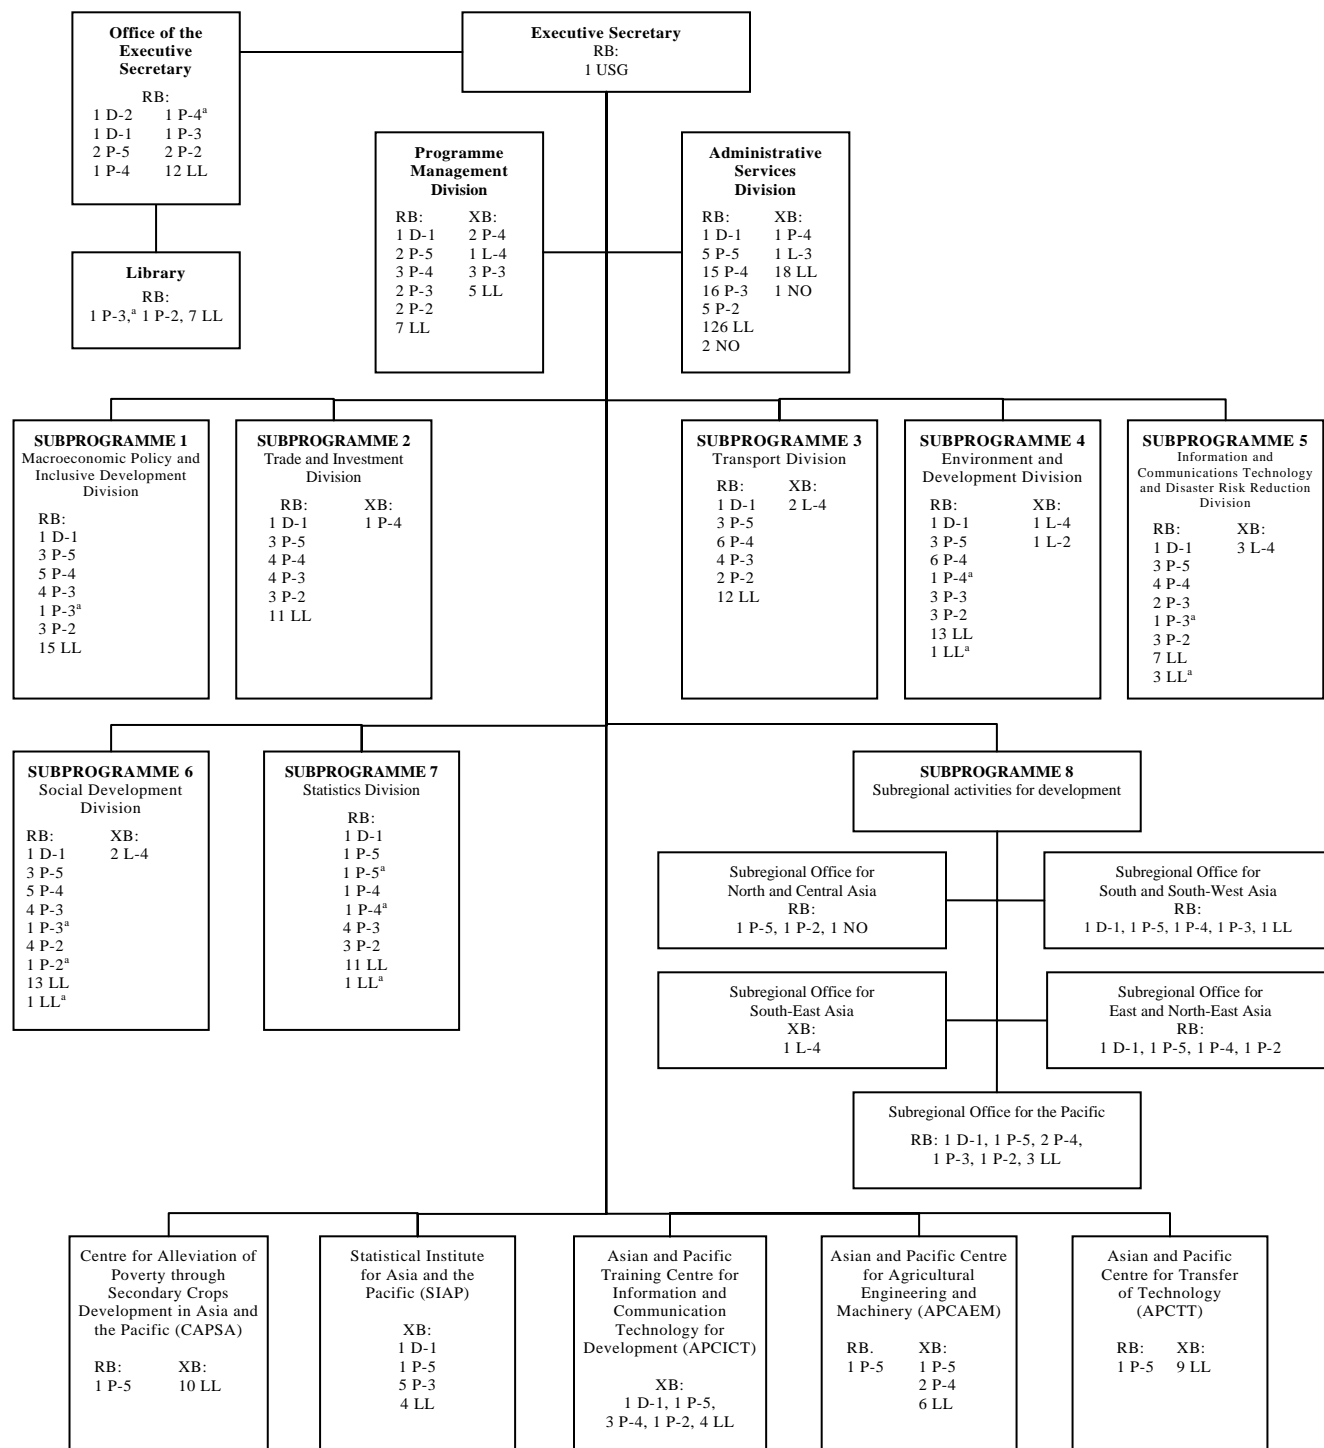 Office of the
Executive
Secretary
RB:
1 D-2 1 P-4ᵃ
1 D-1 1 P-3
2 P-5 2 P-2
1 P-4 12 LL
Executive Secretary
RB:
1 USG
Programme
Management
Division
RB: XB:
1 D-1 2 P-4
2 P-5 1 L-4
3 P-4 3 P-3
2 P-3 5 LL
2 P-2
7 LL
Administrative
Services
Division
RB: XB:
1 D-1 1 P-4
5 P-5 1 L-3
15 P-4 18 LL
16 P-3 1 NO
5 P-2
126 LL
2 NO
Library
RB:
1 P-3,ᵃ 1 P-2, 7 LL
SUBPROGRAMME 1
Macroeconomic Policy and
Inclusive Development
Division
RB:
1 D-1
3 P-5
5 P-4
4 P-3
1 P-3ᵃ
3 P-2
15 LL
SUBPROGRAMME 2
Trade and Investment
Division
RB: XB:
1 D-1 1 P-4
3 P-5
4 P-4
4 P-3
3 P-2
11 LL
SUBPROGRAMME 3
Transport Division
RB: XB:
1 D-1 2 L-4
3 P-5
6 P-4
4 P-3
2 P-2
12 LL
SUBPROGRAMME 4
Environment and
Development Division
RB: XB:
1 D-1 1 L-4
3 P-5 1 L-2
6 P-4
1 P-4ᵃ
3 P-3
3 P-2
13 LL
1 LLᵃ
SUBPROGRAMME 5
Information and
Communications Technology
and Disaster Risk Reduction
Division
RB: XB:
1 D-1 3 L-4
3 P-5
4 P-4
2 P-3
1 P-3ᵃ
3 P-2
7 LL
3 LLᵃ
SUBPROGRAMME 6
Social Development
Division
RB: XB:
1 D-1 2 L-4
3 P-5
5 P-4
4 P-3
1 P-3ᵃ
4 P-2
1 P-2ᵃ
13 LL
1 LLᵃ
SUBPROGRAMME 7
Statistics Division
RB:
1 D-1
1 P-5
1 P-5ᵃ
1 P-4
1 P-4ᵃ
4 P-3
3 P-2
11 LL
1 LLᵃ
SUBPROGRAMME 8
Subregional activities for development
Subregional Office for
North and Central Asia
RB:
1 P-5, 1 P-2, 1 NO
Subregional Office for
South and South-West Asia
RB:
1 D-1, 1 P-5, 1 P-4, 1 P-3, 1 LL
Subregional Office for
South-East Asia
XB:
1 L-4
Subregional Office for
East and North-East Asia
RB:
1 D-1, 1 P-5, 1 P-4, 1 P-2
Subregional Office for the Pacific
RB: 1 D-1, 1 P-5, 2 P-4,
1 P-3, 1 P-2, 3 LL
Centre for Alleviation of
Poverty through
Secondary Crops
Development in Asia and
the Pacific (CAPSA)
RB: XB:
1 P-5 10 LL
Statistical Institute
for Asia and the
Pacific (SIAP)
XB:
1 D-1
1 P-5
5 P-3
4 LL
Asian and Pacific
Training Centre for
Information and
Communication
Technology for
Development (APCICT)
XB:
1 D-1, 1 P-5,
3 P-4, 1 P-2, 4 LL
Asian and Pacific Centre
for Agricultural
Engineering and
Machinery (APCAEM)
RB. XB:
1 P-5 1 P-5
2 P-4
6 LL
Asian and Pacific
Centre for Transfer
of Technology
(APCTT)
RB: XB:
1 P-5 9 LL